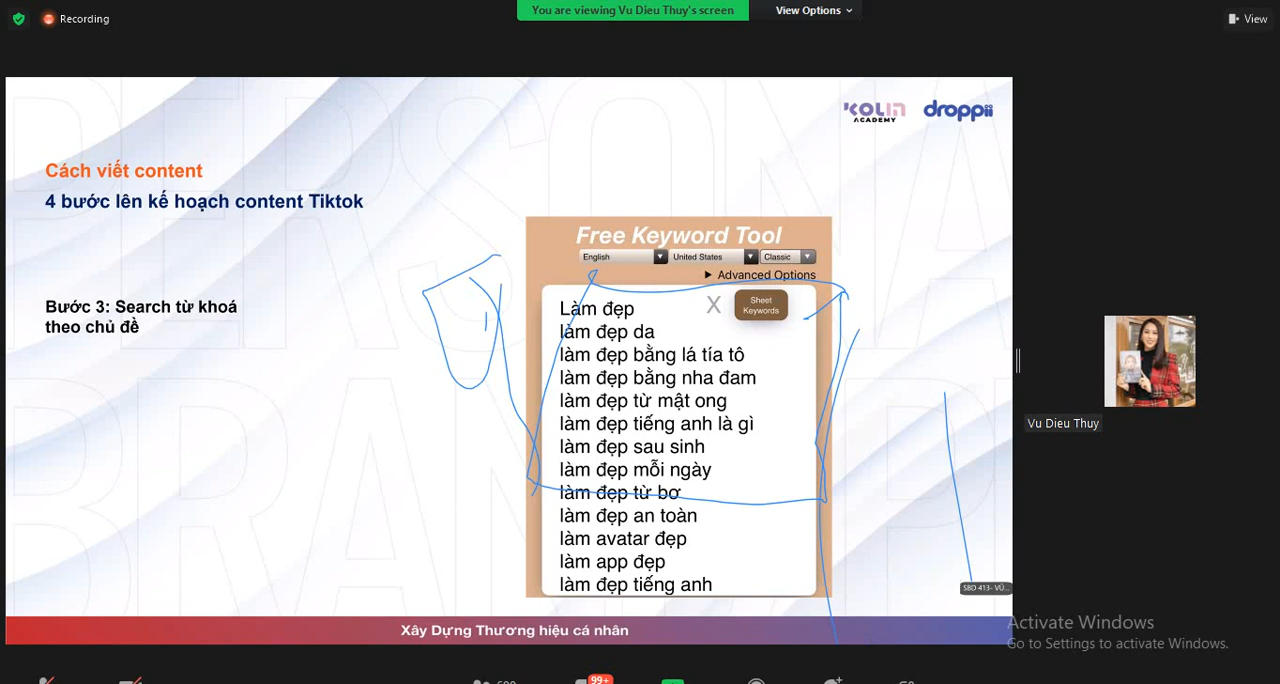 Recording
You are viewing Vu Dieu Thuy's screen
View Options
View
KOLIN
ACADEMY
droppii
PERSONAL
BRANDING
Cách viết content
4 bước lên kế hoạch content Tiktok
Bước 3: Search từ khoá
theo chủ đề
Free Keyword Tool
English
United States
Classic
Advanced Options
Làm đẹp
X
Sheet
Keywords
làm đẹp da
làm đẹp bằng lá tía tô
làm đẹp bằng nha đam
làm đẹp từ mật ong
làm đẹp tiếng anh là gì
làm đẹp sau sinh
làm đẹp mỗi ngày
làm đẹp từ bơ
làm đẹp an toàn
làm avatar đẹp
làm app đẹp
làm đẹp tiếng anh
Vu Dieu Thuy
SBD 413- VŨ...
Xây Dựng Thương hiệu cá nhân
Activate Windows
Go to Settings to activate Windows.
99+